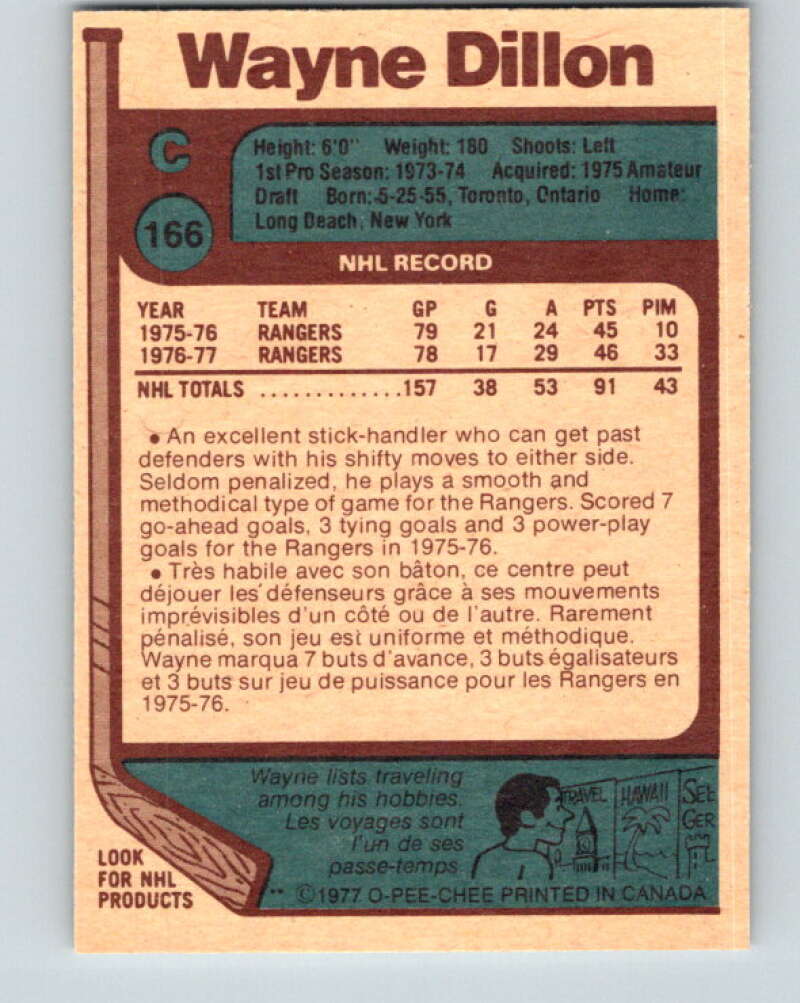 Wayne Dillon
C
166
Height: 6'0" Weight: 180 Shoots: Left
1st Pro Season: 1973-74 Acquired: 1975 Amateur
Draft Born: 5-25-55, Toronto, Ontario Home:
Long Beach, New York
NHL RECORD
YEAR TEAM GP G A PTS PIM
1975-76 RANGERS 79 21 24 45 10
1976-77 RANGERS 78 17 29 46 33
NHL TOTALS ..............157 38 53 91 43
• An excellent stick-handler who can get past
defenders with his shifty moves to either side.
Seldom penalized, he plays a smooth and
methodical type of game for the Rangers. Scored 7
go-ahead goals, 3 tying goals and 3 power-play
goals for the Rangers in 1975-76.
• Très habile avec son bâton, ce centre peut
déjouer les défenseurs grâce à ses mouvements
imprévisibles d'un côté ou de l'autre. Rarement
pénalisé, son jeu est uniforme et méthodique.
Wayne marqua 7 buts d'avance, 3 buts égalisateurs
et 3 buts sur jeu de puissance pour les Rangers en
1975-76.
Wayne lists traveling
among his hobbies.
Les voyages sont
l'un de ses
passe-temps
TRAVEL HAWAII SEE
GER
LOOK
FOR NHL
PRODUCTS
** ©1977 O-PEE-CHEE PRINTED IN CANADA